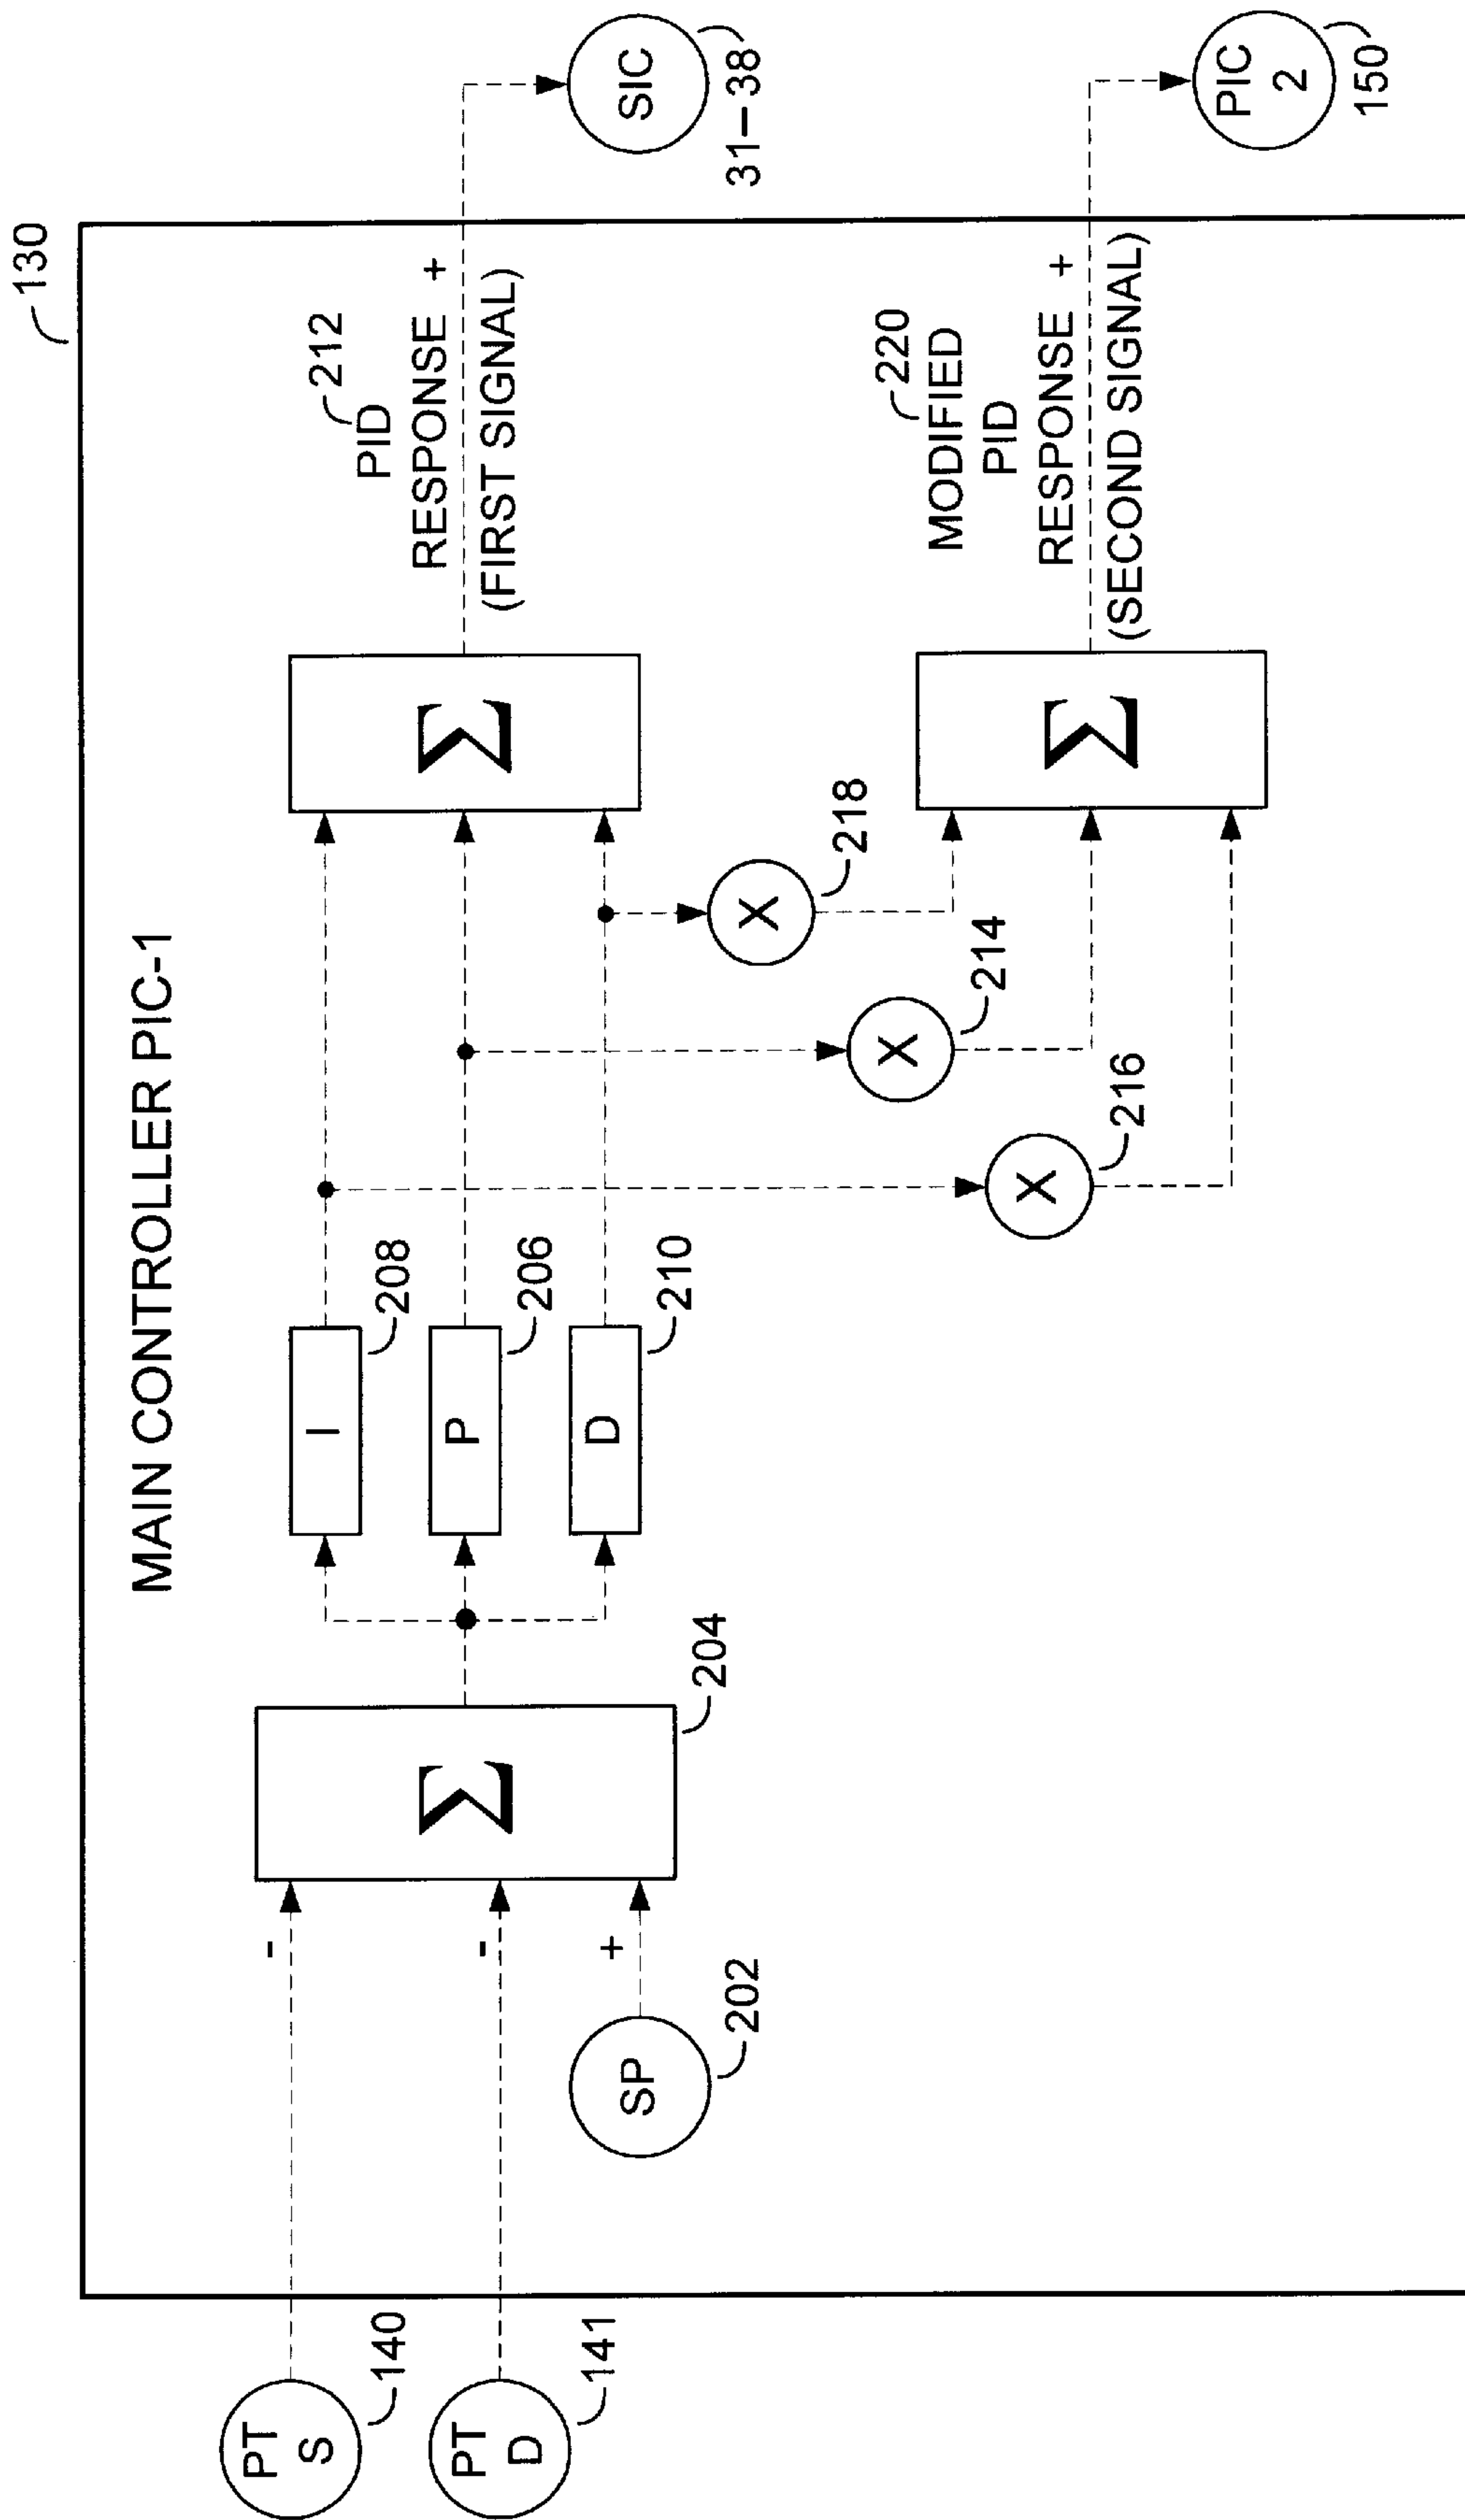 130
MAIN CONTROLLER PIC-1
PT
S
140
PT
D
141
-
-
+
SP
202
Σ
204
I
208
P
206
D
210
X
218
X
214
X
216
Σ
Σ
212
PID
RESPONSE +
(FIRST SIGNAL)
220
MODIFIED
PID
RESPONSE +
(SECOND SIGNAL)
SIC
31-38
PIC
2
150